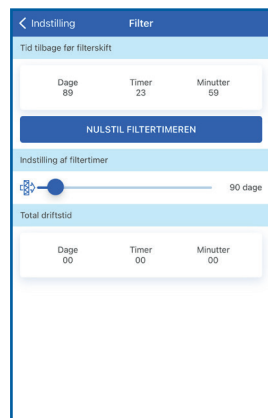 Indstilling Filter
Tid tilbage før filterskift
Dage Timer Minutter
89 23 59
NULSTIL FILTERTIMEREN
Indstilling af filtertimer
90 dage
Total driftstid
Dage Timer Minutter
00 00 00